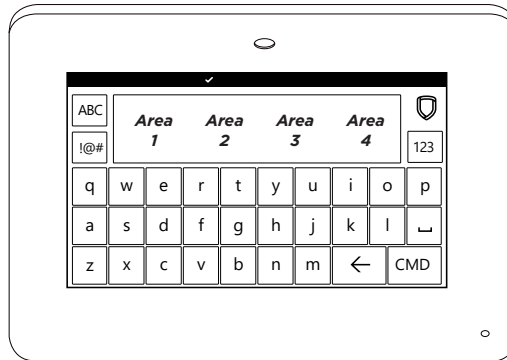 ABC
Area 1 Area 2 Area 3 Area 4
!@#
123
q w e r t y u i o p
a s d f g h j k l
z x c v b n m ← CMD